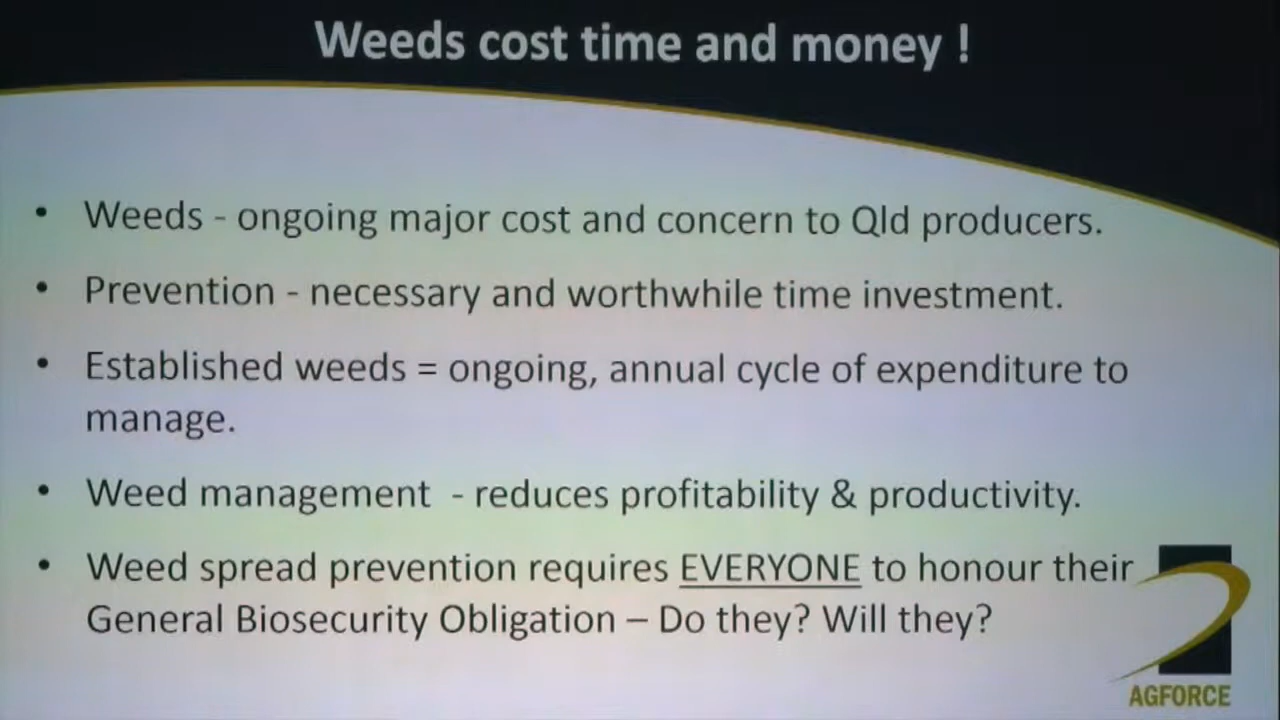 Weeds cost time and money !
• Weeds - ongoing major cost and concern to Qld producers.
• Prevention - necessary and worthwhile time investment.
• Established weeds = ongoing, annual cycle of expenditure to
manage.
• Weed management - reduces profitability & productivity.
• Weed spread prevention requires EVERYONE to honour their
General Biosecurity Obligation – Do they? Will they?
AGFORCE